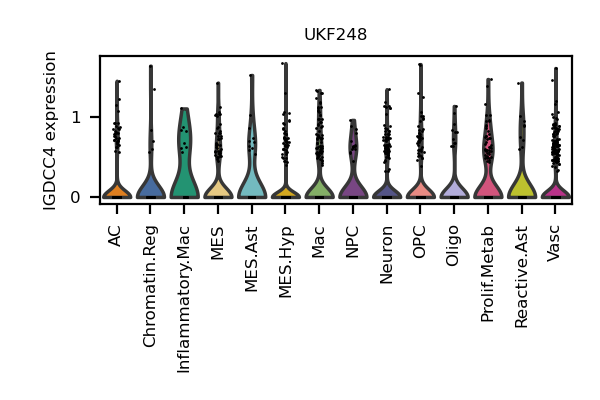 UKF248
IGDCC4 expression
1
0
AC
Chromatin.Reg
Inflammatory.Mac
MES
MES.Ast
MES.Hyp
Mac
NPC
Neuron
OPC
Oligo
Prolif.Metab
Reactive.Ast
Vasc